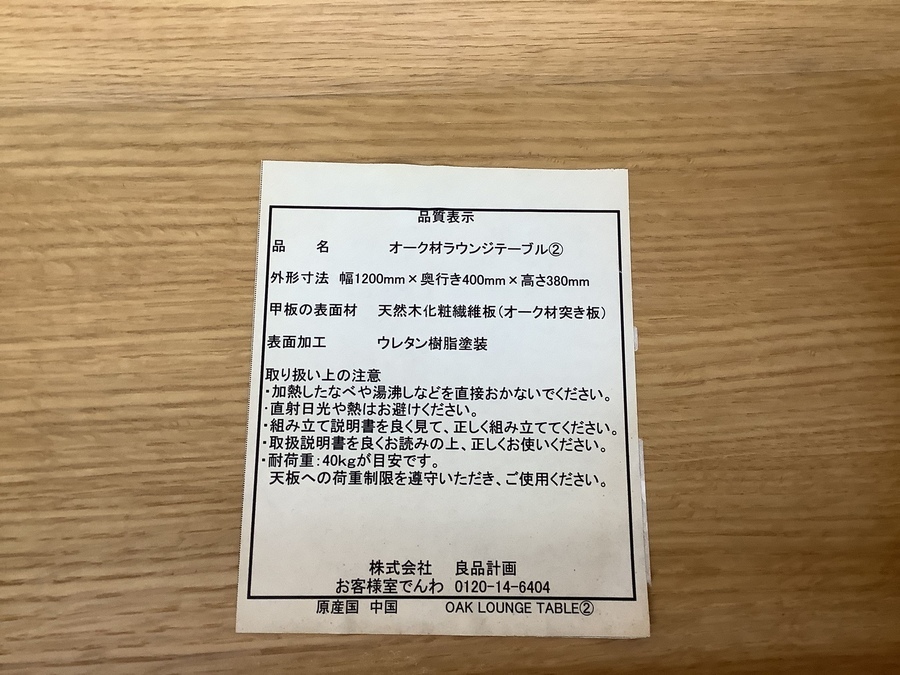 品質表示
品　名　オーク材ラウンジテーブル②
外形寸法　幅1200mm×奥行き400mm×高さ380mm
甲板の表面材　天然木化粧繊維板(オーク材突き板)
表面加工　ウレタン樹脂塗装
取り扱い上の注意
・加熱したなべや湯沸しなどを直接おかないでください。
・直射日光や熱はお避けください。
・組み立て説明書を良く見て、正しく組み立ててください。
・取扱説明書を良くお読みの上、正しくお使いください。
・耐荷重：40kgが目安です。
天板への荷重制限を遵守いただき、ご使用ください。
株式会社　良品計画
お客様室でんわ 0120-14-6404
原産国 中国　OAK LOUNGE TABLE②